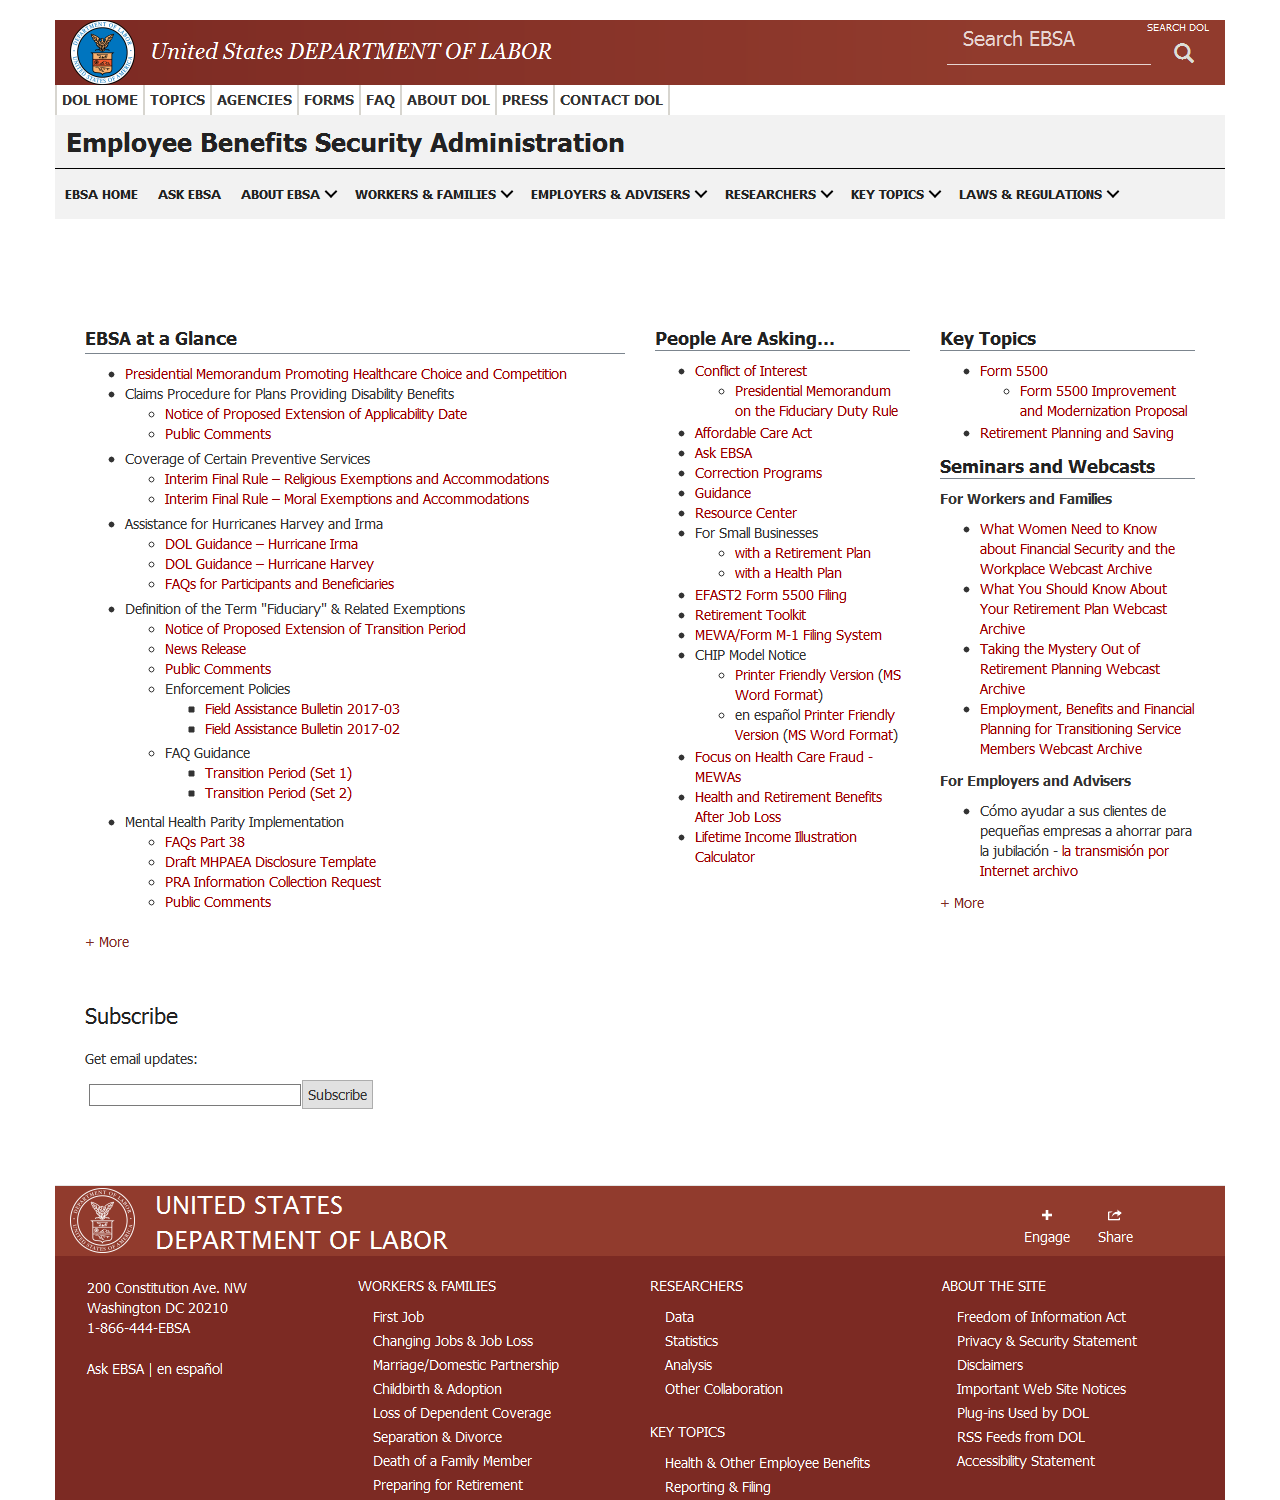 United States DEPARTMENT OF LABOR
Search EBSA
SEARCH DOL
DOL HOME TOPICS AGENCIES FORMS FAQ ABOUT DOL PRESS CONTACT DOL
Employee Benefits Security Administration
EBSA HOME ASK EBSA ABOUT EBSA WORKERS & FAMILIES EMPLOYERS & ADVISERS RESEARCHERS KEY TOPICS LAWS & REGULATIONS
EBSA at a Glance
Presidential Memorandum Promoting Healthcare Choice and Competition
Claims Procedure for Plans Providing Disability Benefits
Notice of Proposed Extension of Applicability Date
Public Comments
Coverage of Certain Preventive Services
Interim Final Rule – Religious Exemptions and Accommodations
Interim Final Rule – Moral Exemptions and Accommodations
Assistance for Hurricanes Harvey and Irma
DOL Guidance – Hurricane Irma
DOL Guidance – Hurricane Harvey
FAQs for Participants and Beneficiaries
Definition of the Term "Fiduciary" & Related Exemptions
Notice of Proposed Extension of Transition Period
News Release
Public Comments
Enforcement Policies
Field Assistance Bulletin 2017-03
Field Assistance Bulletin 2017-02
FAQ Guidance
Transition Period (Set 1)
Transition Period (Set 2)
Mental Health Parity Implementation
FAQs Part 38
Draft MHPAEA Disclosure Template
PRA Information Collection Request
Public Comments
+ More
People Are Asking...
Conflict of Interest
Presidential Memorandum
on the Fiduciary Duty Rule
Affordable Care Act
Ask EBSA
Correction Programs
Guidance
Resource Center
For Small Businesses
with a Retirement Plan
with a Health Plan
EFAST2 Form 5500 Filing
Retirement Toolkit
MEWA/Form M-1 Filing System
CHIP Model Notice
Printer Friendly Version (MS
Word Format)
en español Printer Friendly
Version (MS Word Format)
Focus on Health Care Fraud -
MEWAs
Health and Retirement Benefits
After Job Loss
Lifetime Income Illustration
Calculator
Key Topics
Form 5500
Form 5500 Improvement
and Modernization Proposal
Retirement Planning and Saving
Seminars and Webcasts
For Workers and Families
What Women Need to Know
about Financial Security and the
Workplace Webcast Archive
What You Should Know About
Your Retirement Plan Webcast
Archive
Taking the Mystery Out of
Retirement Planning Webcast
Archive
Employment, Benefits and Financial
Planning for Transitioning Service
Members Webcast Archive
For Employers and Advisers
Cómo ayudar a sus clientes de
pequeñas empresas a ahorrar para
la jubilación - la transmisión por
Internet archivo
+ More
Subscribe
Get email updates:
Subscribe
UNITED STATES
DEPARTMENT OF LABOR
Engage Share
200 Constitution Ave. NW
Washington DC 20210
1-866-444-EBSA
Ask EBSA | en español
WORKERS & FAMILIES
First Job
Changing Jobs & Job Loss
Marriage/Domestic Partnership
Childbirth & Adoption
Loss of Dependent Coverage
Separation & Divorce
Death of a Family Member
Preparing for Retirement
RESEARCHERS
Data
Statistics
Analysis
Other Collaboration
KEY TOPICS
Health & Other Employee Benefits
Reporting & Filing
ABOUT THE SITE
Freedom of Information Act
Privacy & Security Statement
Disclaimers
Important Web Site Notices
Plug-ins Used by DOL
RSS Feeds from DOL
Accessibility Statement